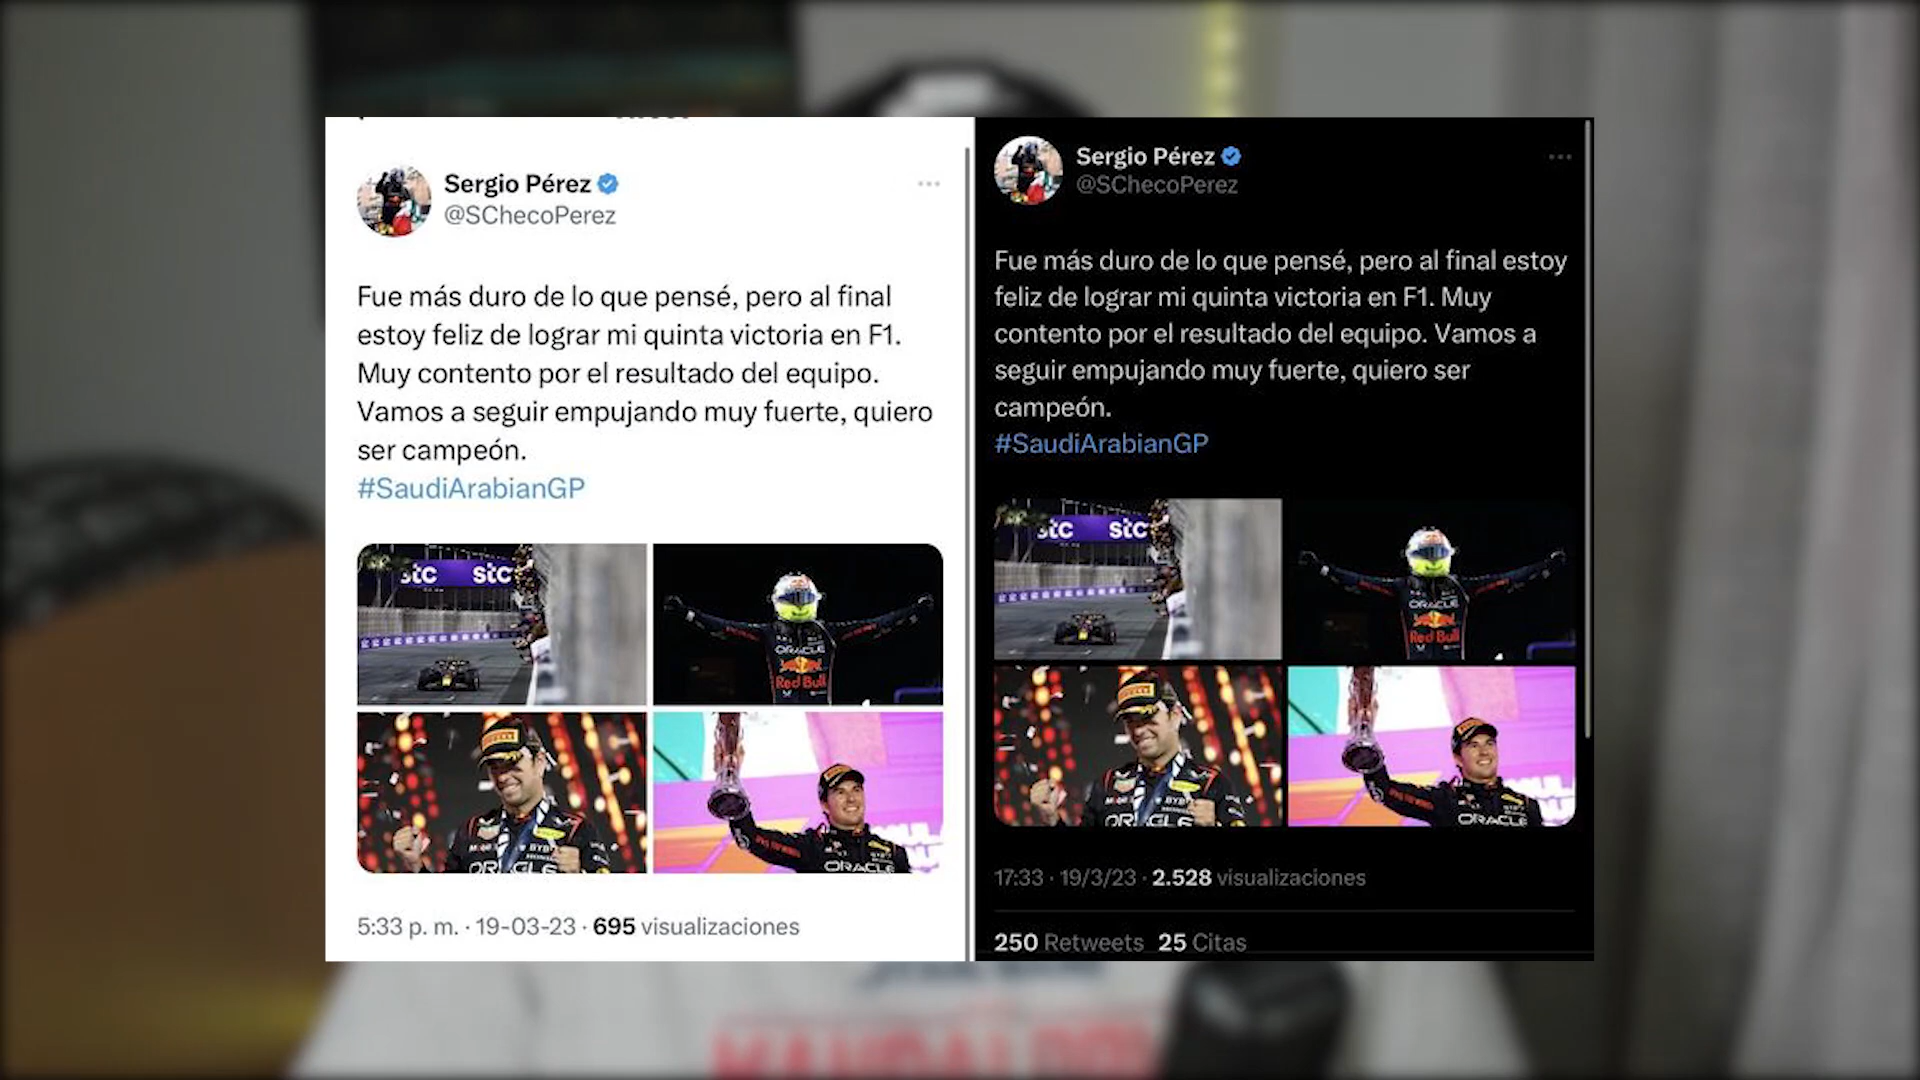 Sergio Pérez
@SChecoPerez
Fue más duro de lo que pensé, pero al final
estoy feliz de lograr mi quinta victoria en F1.
Muy contento por el resultado del equipo.
Vamos a seguir empujando muy fuerte, quiero
ser campeón.
#SaudiArabianGP
stc stc
ORACLE
Red Bull
ORACLE
ORACLE
5:33 p. m. · 19-03-23 · 695 visualizaciones
Sergio Pérez
@SChecoPerez
Fue más duro de lo que pensé, pero al final estoy
feliz de lograr mi quinta victoria en F1. Muy
contento por el resultado del equipo. Vamos a
seguir empujando muy fuerte, quiero ser
campeón.
#SaudiArabianGP
stc stc
ORACLE
Red Bull
ORACLE
ORACLE
17:33 · 19/3/23 · 2.528 visualizaciones
250 Retweets 25 Citas